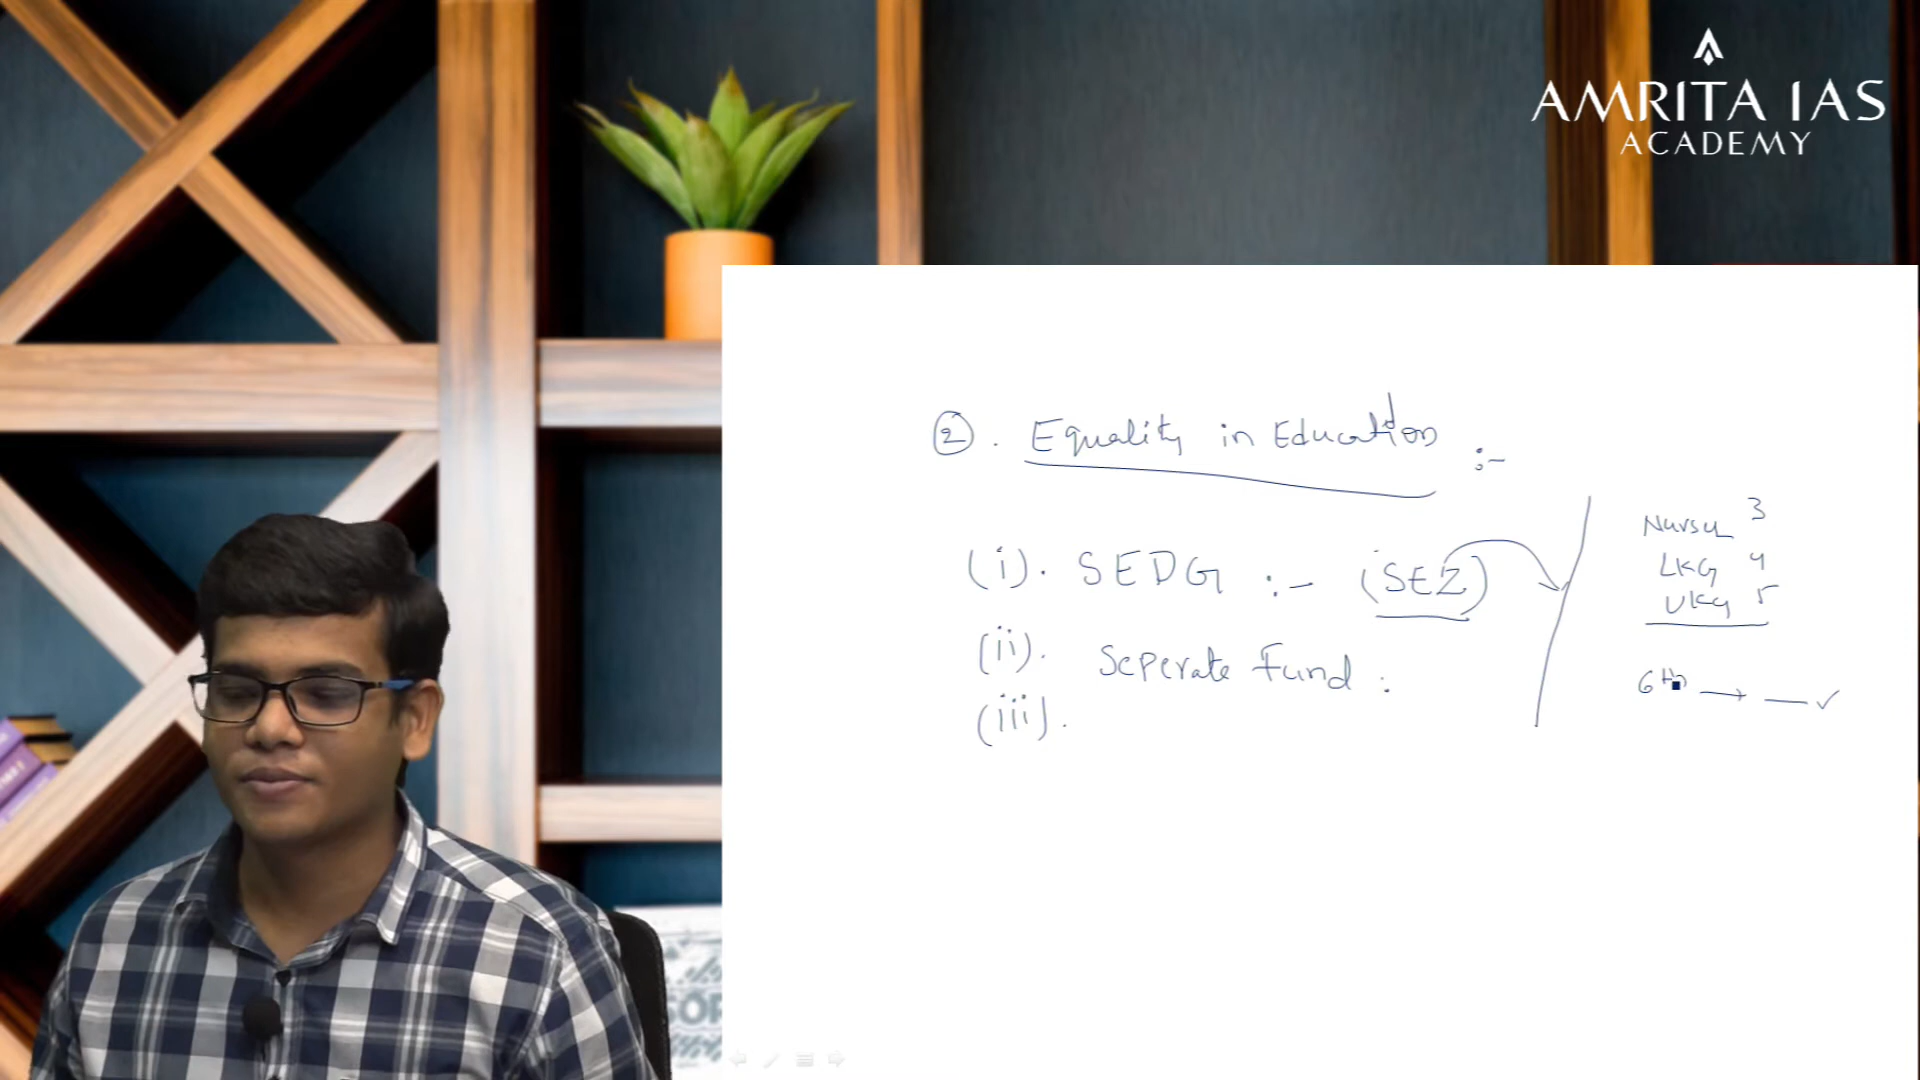 AMRITA IAS
ACADEMY
② . Equality in Education :-
(i). SEDG :- (SEZ)
(ii). Seperate Fund :
(iii).
3
LKG 4
UKG 5
6th → — ✓